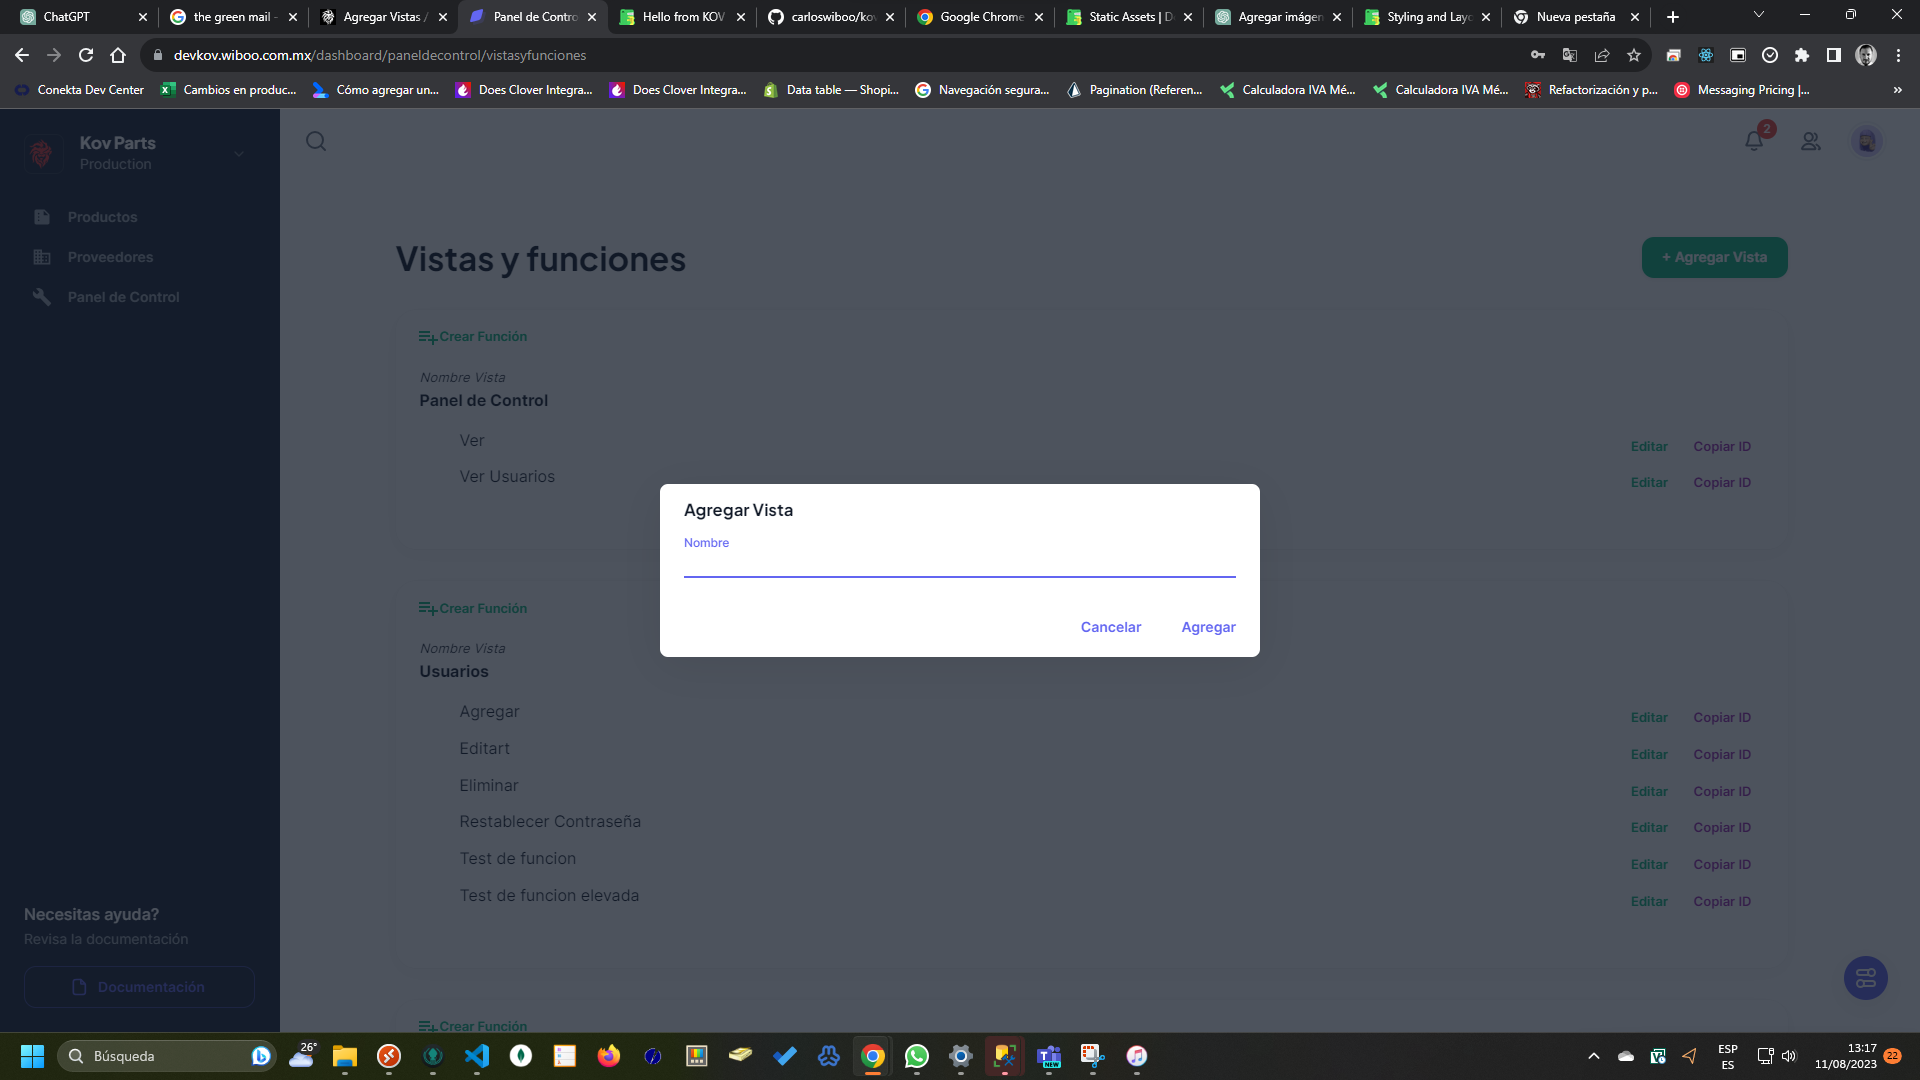 ChatGPT
the green mail -
Agregar Vistas /
Panel de Contro
Hello from KOV
carloswiboo/kov
Google Chrome
Static Assets | D
Agregar imágen
Styling and Layo
Nueva pestaña
devkov.wiboo.com.mx/dashboard/paneldecontrol/vistasyfunciones
Conekta Dev Center
Cambios en produc...
Cómo agregar un...
Does Clover Integra...
Does Clover Integra...
Data table — Shopi...
Navegación segura...
Pagination (Referen...
Calculadora IVA Mé...
Calculadora IVA Mé...
Refactorización y p...
Messaging Pricing |...
»
Kov Parts
Production
2
Productos
Proveedores
Panel de Control
Vistas y funciones
+ Agregar Vista
Crear Función
Nombre Vista
Panel de Control
Ver
Editar Copiar ID
Ver Usuarios
Editar Copiar ID
Agregar Vista
Nombre
Cancelar Agregar
Crear Función
Nombre Vista
Usuarios
Agregar
Editar Copiar ID
Editart
Editar Copiar ID
Eliminar
Editar Copiar ID
Restablecer Contraseña
Editar Copiar ID
Test de funcion
Editar Copiar ID
Test de funcion elevada
Editar Copiar ID
Crear Función
Necesitas ayuda?
Revisa la documentación
Documentación
Búsqueda
26°
NEW
ESP
ES
13:17
11/08/2023
22